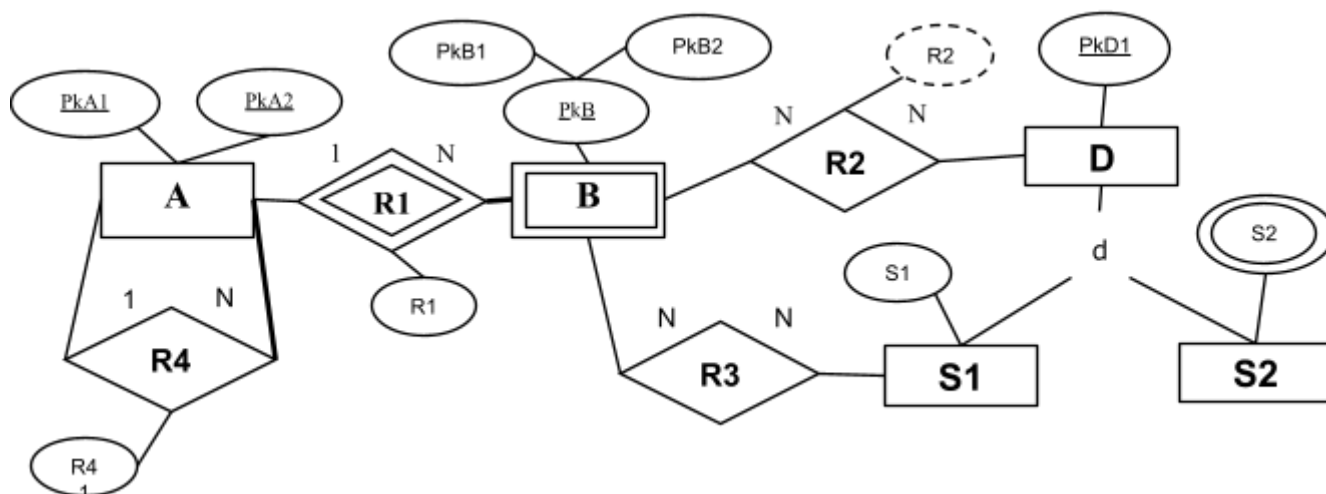 PkB1
PkB2
R2
PkD1
PkA1
PkA2
PkB
1
N
N
N
A
R1
B
R2
D
R1
S1
d
S2
1
N
R4
N
N
R3
S1
S2
R4
1